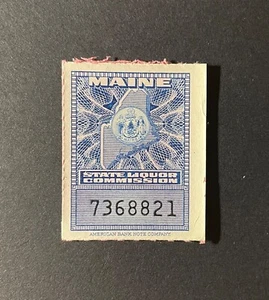 MAINE
STATE LIQUOR
COMMISSION
7368821
AMERICAN BANK NOTE COMPANY